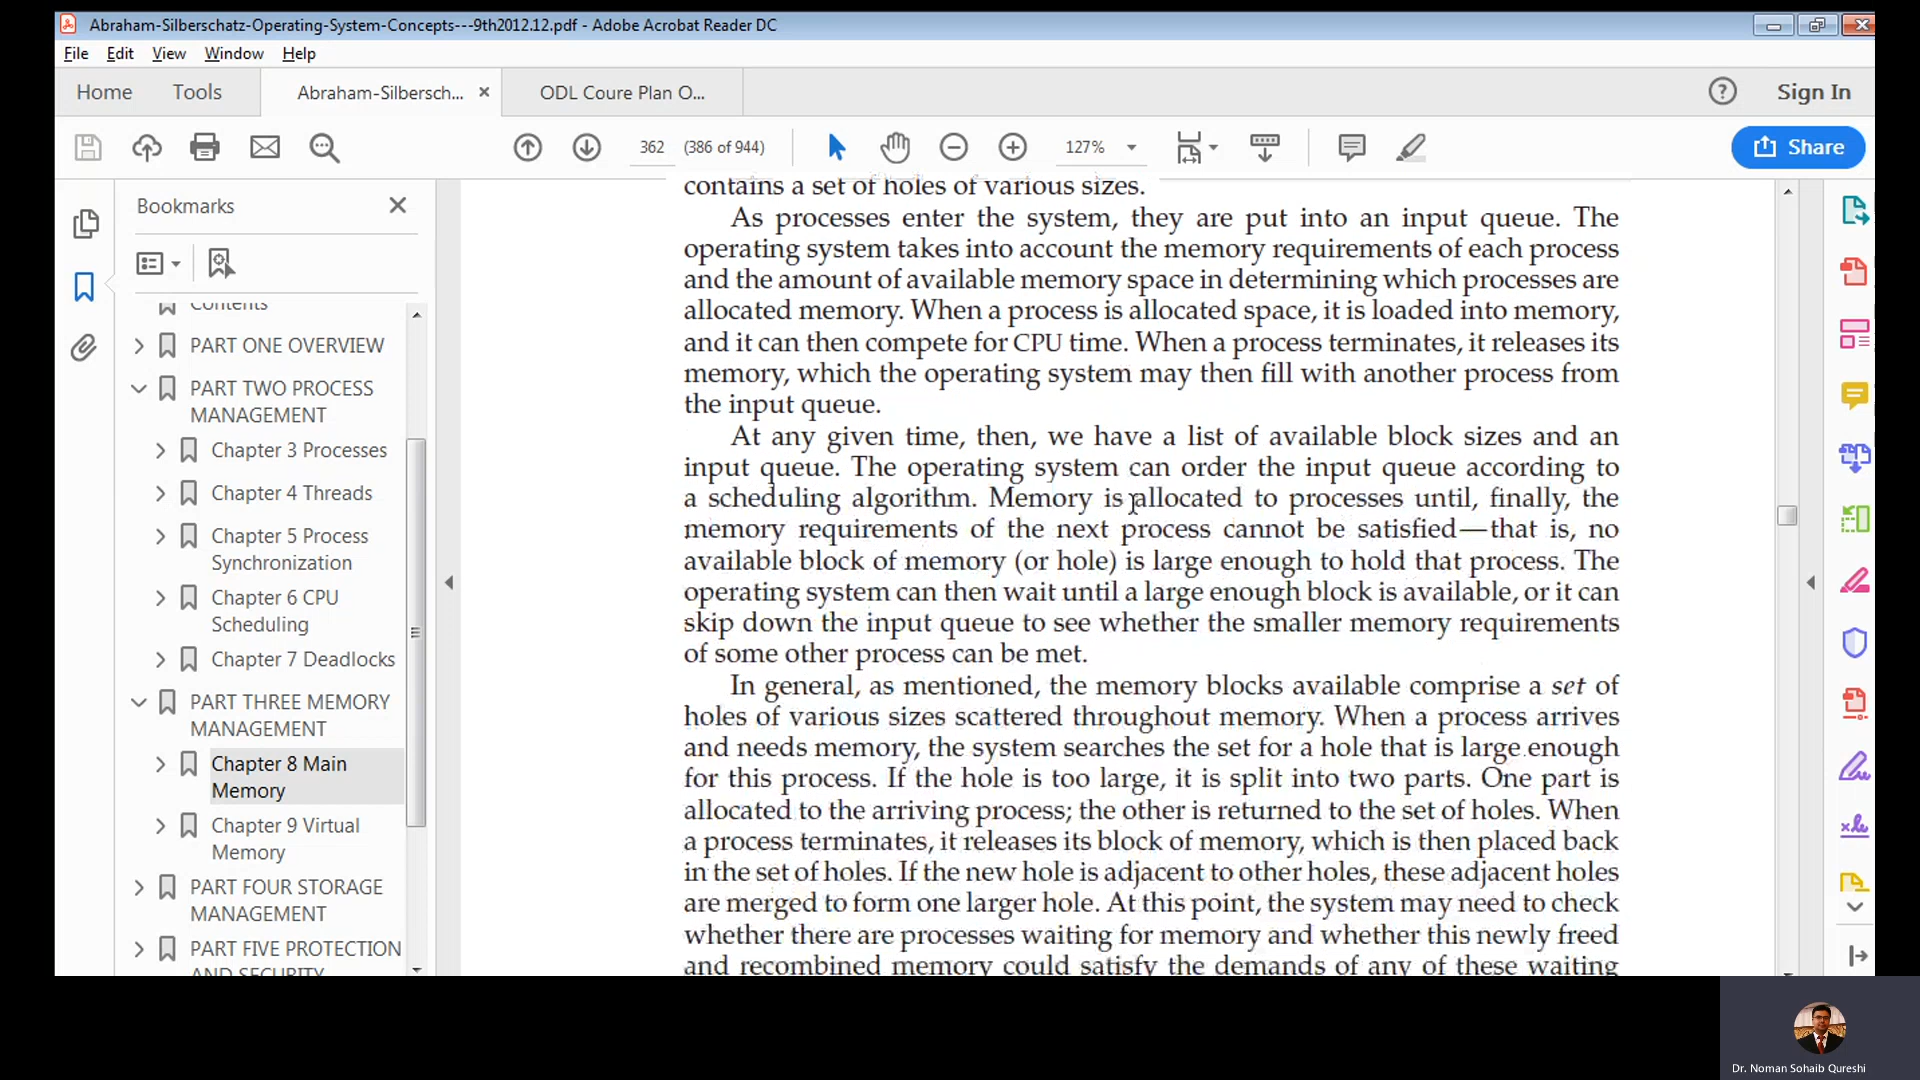 Abraham-Silberschatz-Operating-System-Concepts---9th2012.12.pdf - Adobe Acrobat Reader DC
File Edit View Window Help
Home Tools Abraham-Silbersch... ODL Coure Plan O... Sign In
362 (386 of 944) 127% Share
Bookmarks
Contents
PART ONE OVERVIEW
PART TWO PROCESS
MANAGEMENT
Chapter 3 Processes
Chapter 4 Threads
Chapter 5 Process
Synchronization
Chapter 6 CPU
Scheduling
Chapter 7 Deadlocks
PART THREE MEMORY
MANAGEMENT
Chapter 8 Main
Memory
Chapter 9 Virtual
Memory
PART FOUR STORAGE
MANAGEMENT
PART FIVE PROTECTION
AND SECURITY
contains a set of holes of various sizes.
As processes enter the system, they are put into an input queue. The
operating system takes into account the memory requirements of each process
and the amount of available memory space in determining which processes are
allocated memory. When a process is allocated space, it is loaded into memory,
and it can then compete for CPU time. When a process terminates, it releases its
memory, which the operating system may then fill with another process from
the input queue.
At any given time, then, we have a list of available block sizes and an
input queue. The operating system can order the input queue according to
a scheduling algorithm. Memory is allocated to processes until, finally, the
memory requirements of the next process cannot be satisfied—that is, no
available block of memory (or hole) is large enough to hold that process. The
operating system can then wait until a large enough block is available, or it can
skip down the input queue to see whether the smaller memory requirements
of some other process can be met.
In general, as mentioned, the memory blocks available comprise a set of
holes of various sizes scattered throughout memory. When a process arrives
and needs memory, the system searches the set for a hole that is large enough
for this process. If the hole is too large, it is split into two parts. One part is
allocated to the arriving process; the other is returned to the set of holes. When
a process terminates, it releases its block of memory, which is then placed back
in the set of holes. If the new hole is adjacent to other holes, these adjacent holes
are merged to form one larger hole. At this point, the system may need to check
whether there are processes waiting for memory and whether this newly freed
and recombined memory could satisfy the demands of any of these waiting
Dr. Noman Sohaib Qureshi